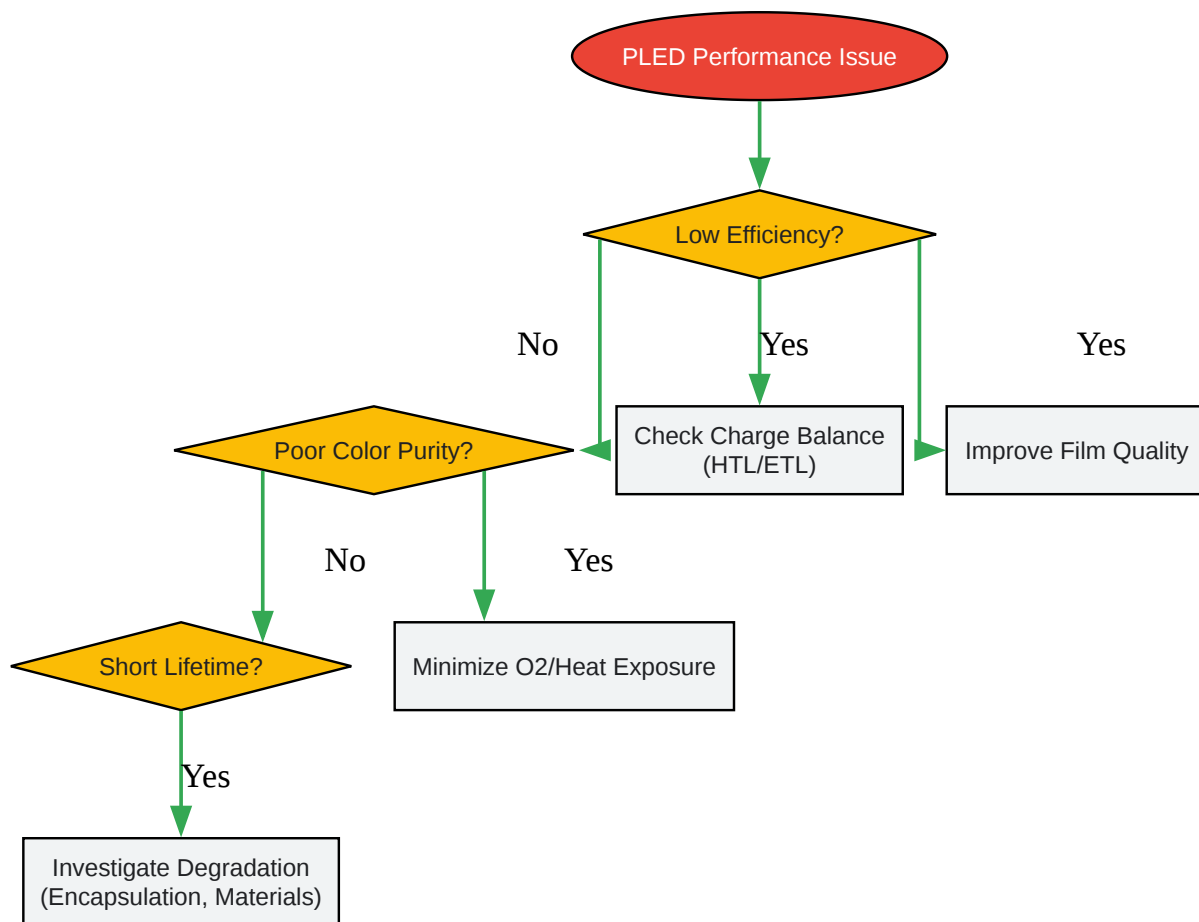 PLED Performance Issue
Low Efficiency?
No
Yes
Yes
Poor Color Purity?
Check Charge Balance
(HTL/ETL)
Improve Film Quality
No
Yes
Short Lifetime?
Minimize O2/Heat Exposure
Yes
Investigate Degradation
(Encapsulation, Materials)